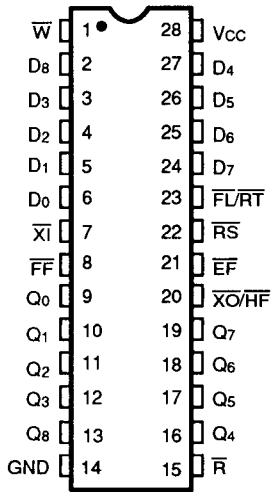 W̅ 1 28 Vcc
D8 2 27 D4
D3 3 26 D5
D2 4 25 D6
D1 5 24 D7
D0 6 23 F̅L̅/R̅T̅
X̅I̅ 7 22 R̅S̅
F̅F̅ 8 21 E̅F̅
Q0 9 20 X̅O̅/H̅F̅
Q1 10 19 Q7
Q2 11 18 Q6
Q3 12 17 Q5
Q8 13 16 Q4
GND 14 15 R̅